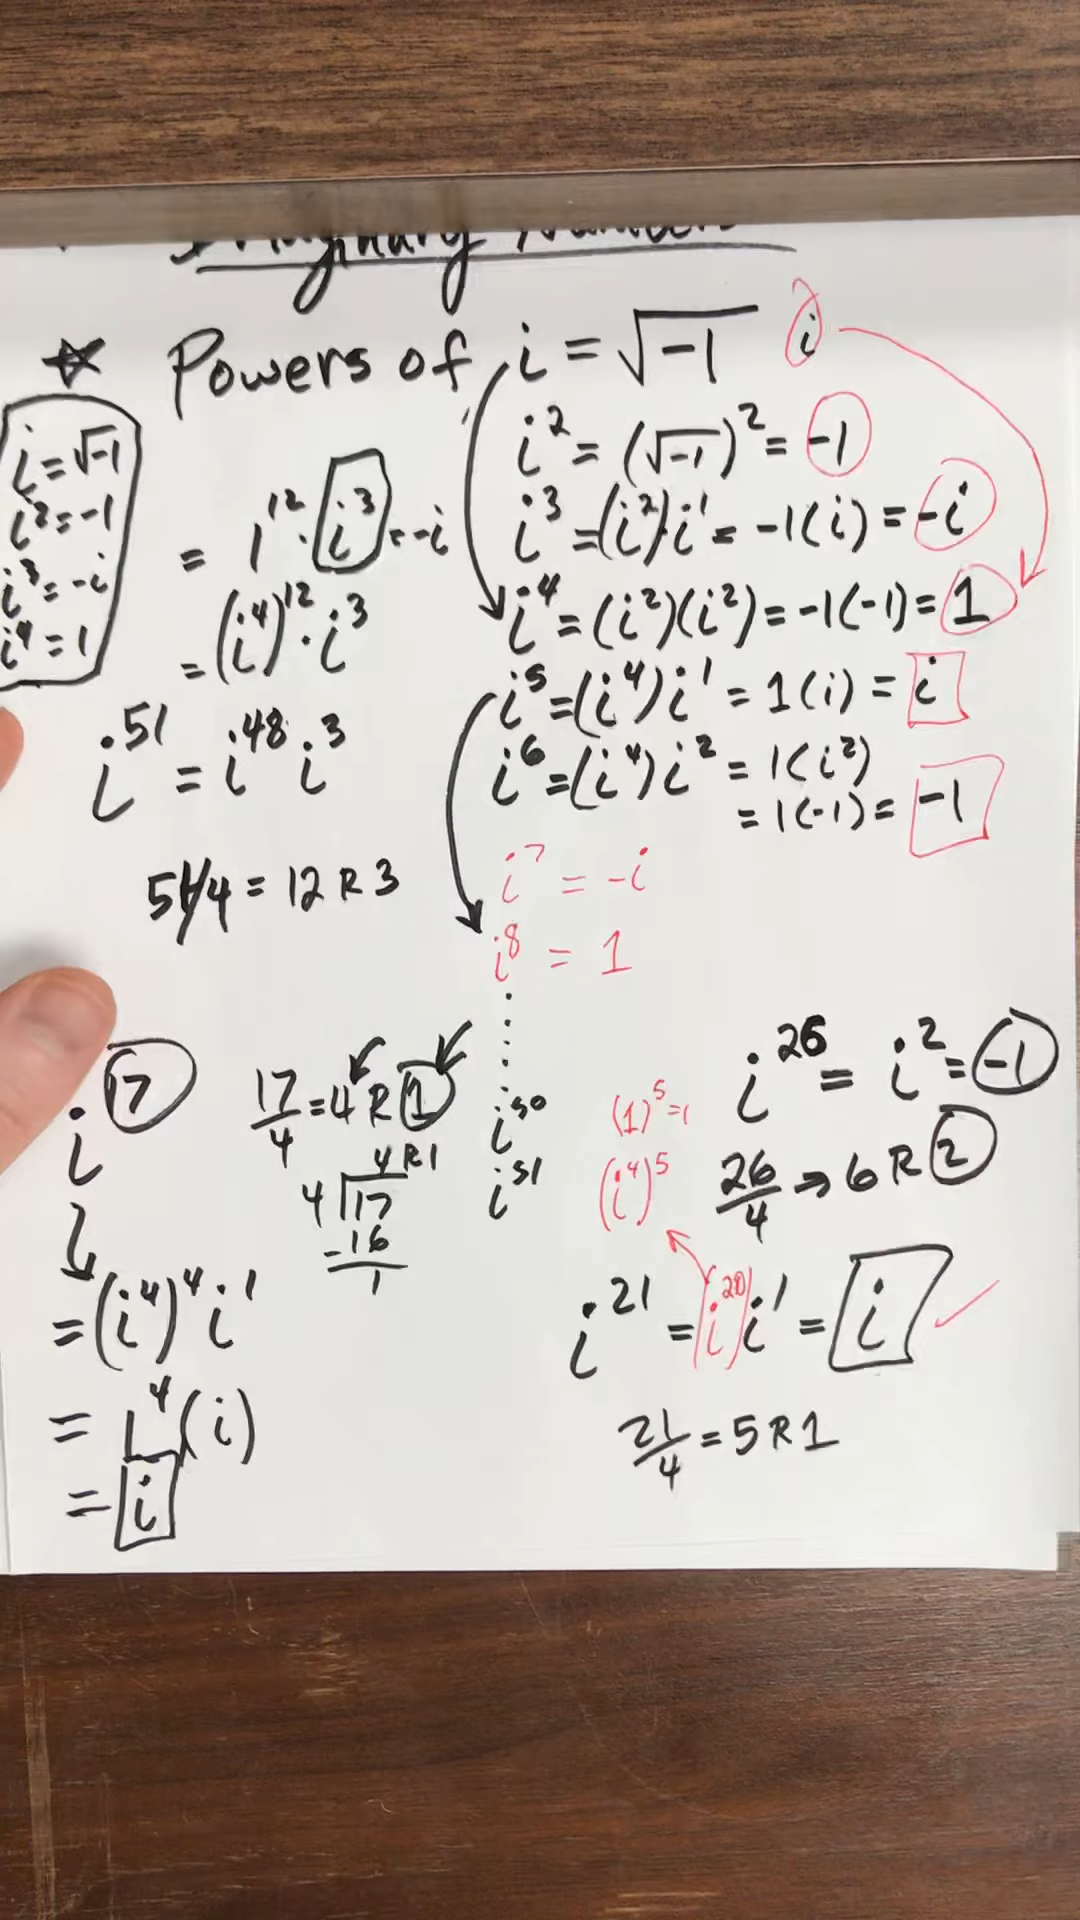 Imaginary Number
Powers of i = √-1 i
i = √-1
i² = -1
i³ = -i
i⁴ = 1
i² = (√-1)² = -1
i³ = (i²)i¹ = -1(i) = -i
i⁴ = (i²)(i²) = -1(-1) = 1
i⁵ = (i⁴)i¹ = 1(i) = i
i⁶ = (i⁴)i² = 1(i²)
= 1(-1) = -1
i⁷ = -i
i⁸ = 1
i⁵⁰
i⁵¹
= 1¹² · i³ = -i
= (i⁴)¹² · i³
i⁵¹ = i⁴⁸ i³
51/4 = 12 R 3
i¹⁷
17/4 = 4 R 1
4 R1
4√17
-16
1
= (i⁴)⁴ i¹
= 1⁴(i)
= i
i²⁶ = i² = -1
26/4 ⇒ 6 R 2
(1)⁵ = 1
(i⁴)⁵
i²¹ = i²⁰ i¹ = i ✓
21/4 = 5 R 1